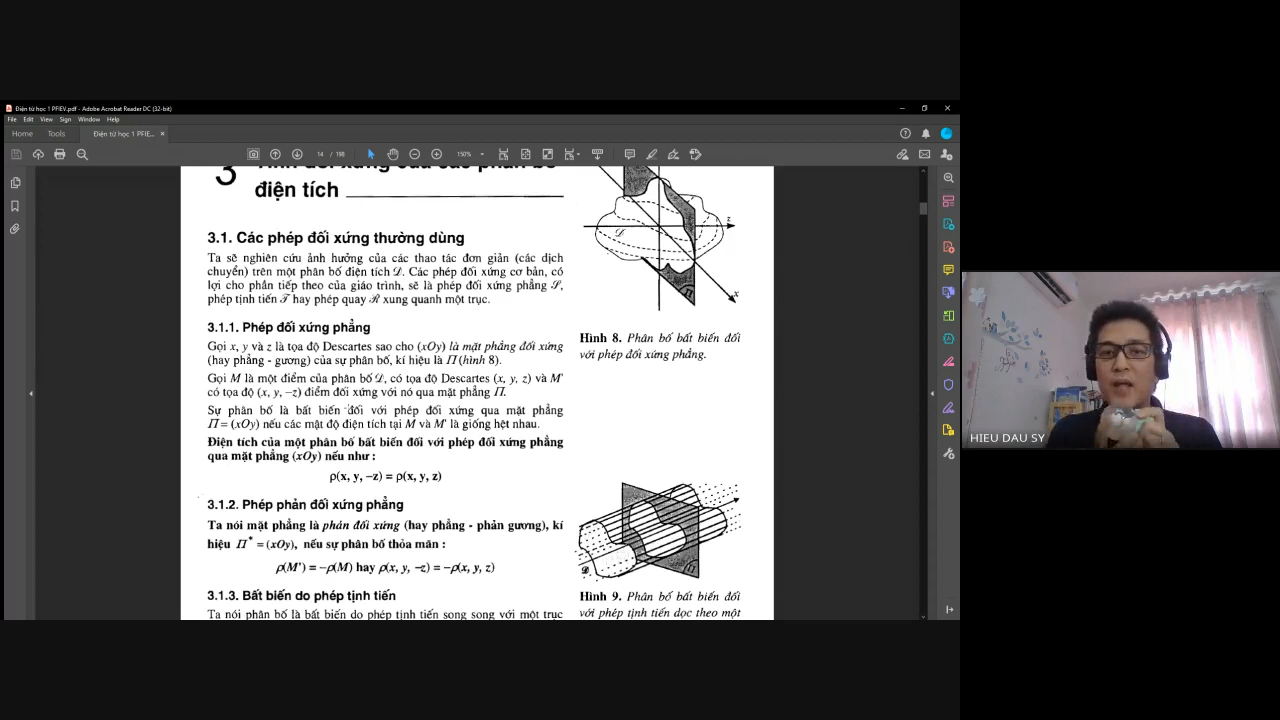 Điện từ học 1 PFIEV.pdf - Adobe Acrobat Reader DC (32-bit)
File Edit View Sign Window Help
Home Tools Điện từ học 1 PFIE... ×
14 / 198 150%
3
điện tích
3.1. Các phép đối xứng thường dùng
Ta sẽ nghiên cứu ảnh hưởng của các thao tác đơn giản (các dịch
chuyển) trên một phân bố điện tích 𝒟. Các phép đối xứng cơ bản, có
lợi cho phần tiếp theo của giáo trình, sẽ là phép đối xứng phẳng 𝒮,
phép tịnh tiến 𝒯 hay phép quay ℛ xung quanh một trục.
3.1.1. Phép đối xứng phẳng
Gọi x, y và z là tọa độ Descartes sao cho (xOy) là mặt phẳng đối xứng
(hay phẳng - gương) của sự phân bố, kí hiệu là Π (hình 8).
Gọi M là một điểm của phân bố 𝒟, có tọa độ Descartes (x, y, z) và M'
có tọa độ (x, y, −z) điểm đối xứng với nó qua mặt phẳng Π.
Sự phân bố là bất biến đối với phép đối xứng qua mặt phẳng
Π = (xOy) nếu các mật độ điện tích tại M và M' là giống hệt nhau.
Điện tích của một phân bố bất biến đối với phép đối xứng phẳng
qua mặt phẳng (xOy) nếu như :
ρ(x, y, −z) = ρ(x, y, z)
3.1.2. Phép phản đối xứng phẳng
Ta nói mặt phẳng là phản đối xứng (hay phẳng - phản gương), kí
hiệu Π* = (xOy), nếu sự phân bố thỏa mãn :
ρ(M') = −ρ(M) hay ρ(x, y, −z) = −ρ(x, y, z)
3.1.3. Bất biến do phép tịnh tiến
Ta nói phân bố là bất biến do phép tịnh tiến song song với một trục
z
𝒟
Π
x
Hình 8. Phân bố bất biến đối
với phép đối xứng phẳng.
𝒟
Π
Hình 9. Phân bố bất biến đối
với phép tịnh tiến dọc theo một
HIEU DAU SY